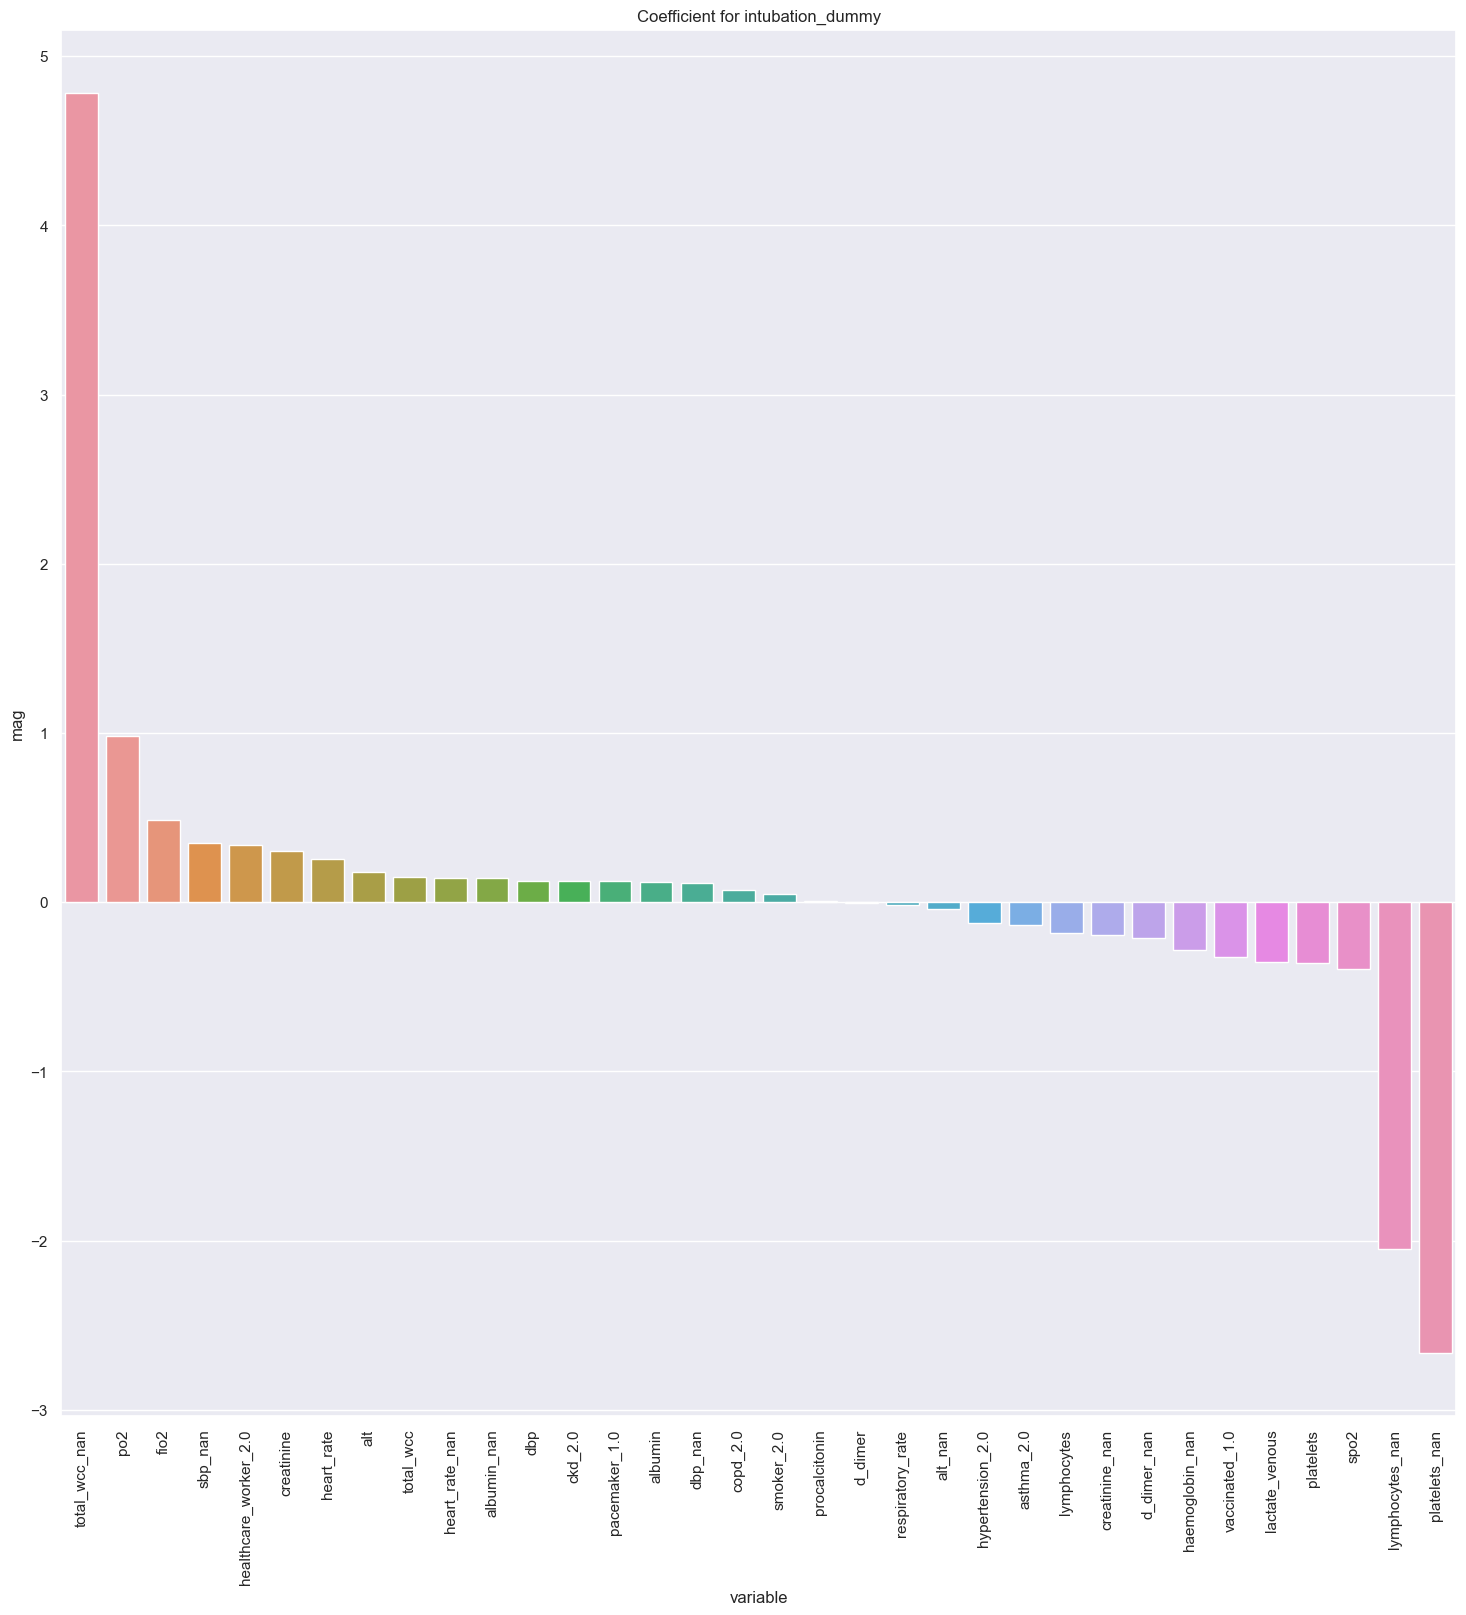 Coefficient for intubation_dummy
mag
5
4
3
2
1
0
−1
−2
−3
total_wcc_nan
po2
fio2
sbp_nan
healthcare_worker_2.0
creatinine
heart_rate
alt
total_wcc
heart_rate_nan
albumin_nan
dbp
ckd_2.0
pacemaker_1.0
albumin
dbp_nan
copd_2.0
smoker_2.0
procalcitonin
d_dimer
respiratory_rate
alt_nan
hypertension_2.0
asthma_2.0
lymphocytes
creatinine_nan
d_dimer_nan
haemoglobin_nan
vaccinated_1.0
lactate_venous
platelets
spo2
lymphocytes_nan
platelets_nan
variable